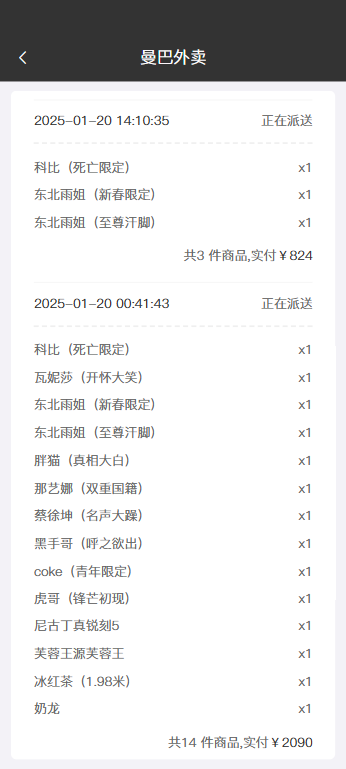 曼巴外卖
2025-01-20 14:10:35 正在派送
科比（死亡限定） x1
东北雨姐（新春限定） x1
东北雨姐（至尊汗脚） x1
共3 件商品,实付￥824
2025-01-20 00:41:43 正在派送
科比（死亡限定） x1
瓦妮莎（开怀大笑） x1
东北雨姐（新春限定） x1
东北雨姐（至尊汗脚） x1
胖猫（真相大白） x1
那艺娜（双重国籍） x1
蔡徐坤（名声大躁） x1
黑手哥（呼之欲出） x1
coke（青年限定） x1
虎哥（锋芒初现） x1
尼古丁真锐刻5 x1
芙蓉王源芙蓉王 x1
冰红茶（1.98米） x1
奶龙 x1
共14 件商品,实付￥2090